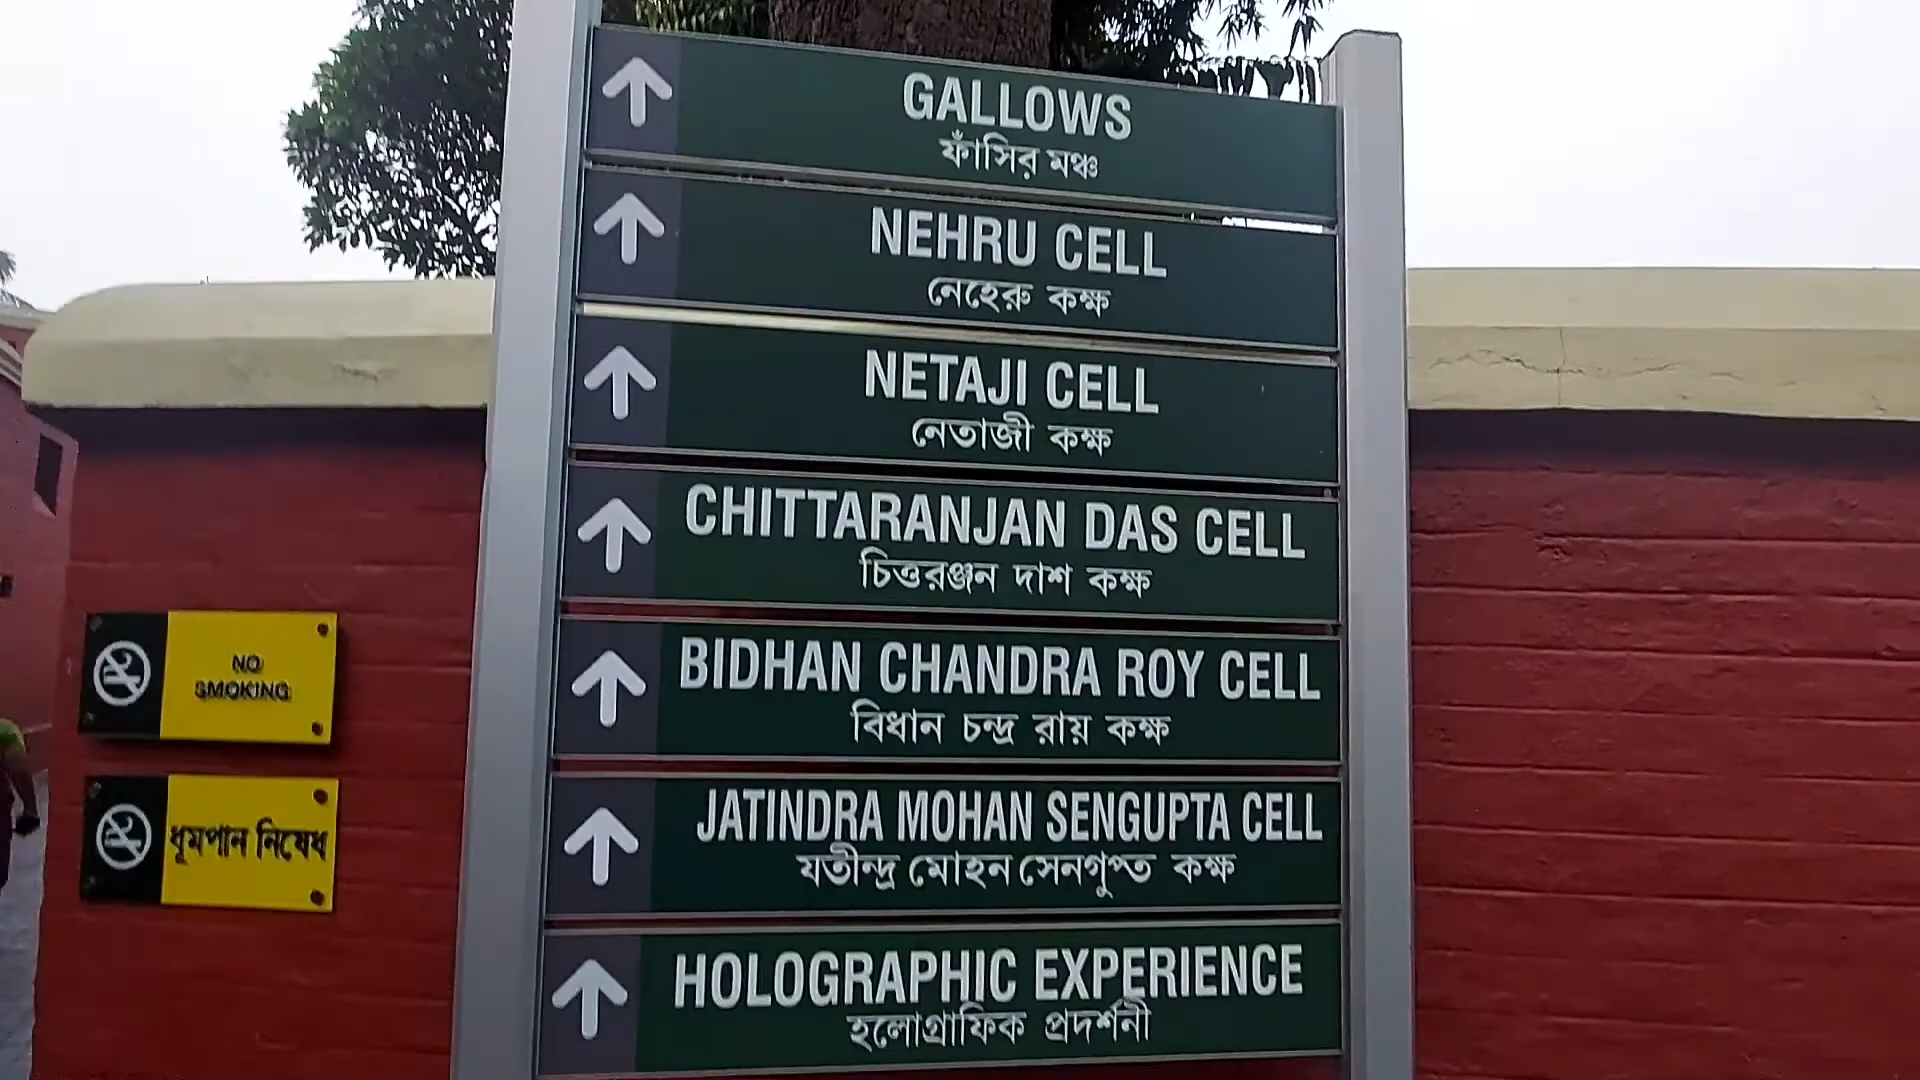 GALLOWS
ফাঁসির মঞ্চ
NEHRU CELL
নেহেরু কক্ষ
NETAJI CELL
নেতাজী কক্ষ
CHITTARANJAN DAS CELL
চিত্তরঞ্জন দাশ কক্ষ
BIDHAN CHANDRA ROY CELL
বিধান চন্দ্র রায় কক্ষ
JATINDRA MOHAN SENGUPTA CELL
যতীন্দ্র মোহন সেনগুপ্ত কক্ষ
HOLOGRAPHIC EXPERIENCE
হলোগ্রাফিক প্রদর্শনী
NO
SMOKING
ধূমপান নিষেধ